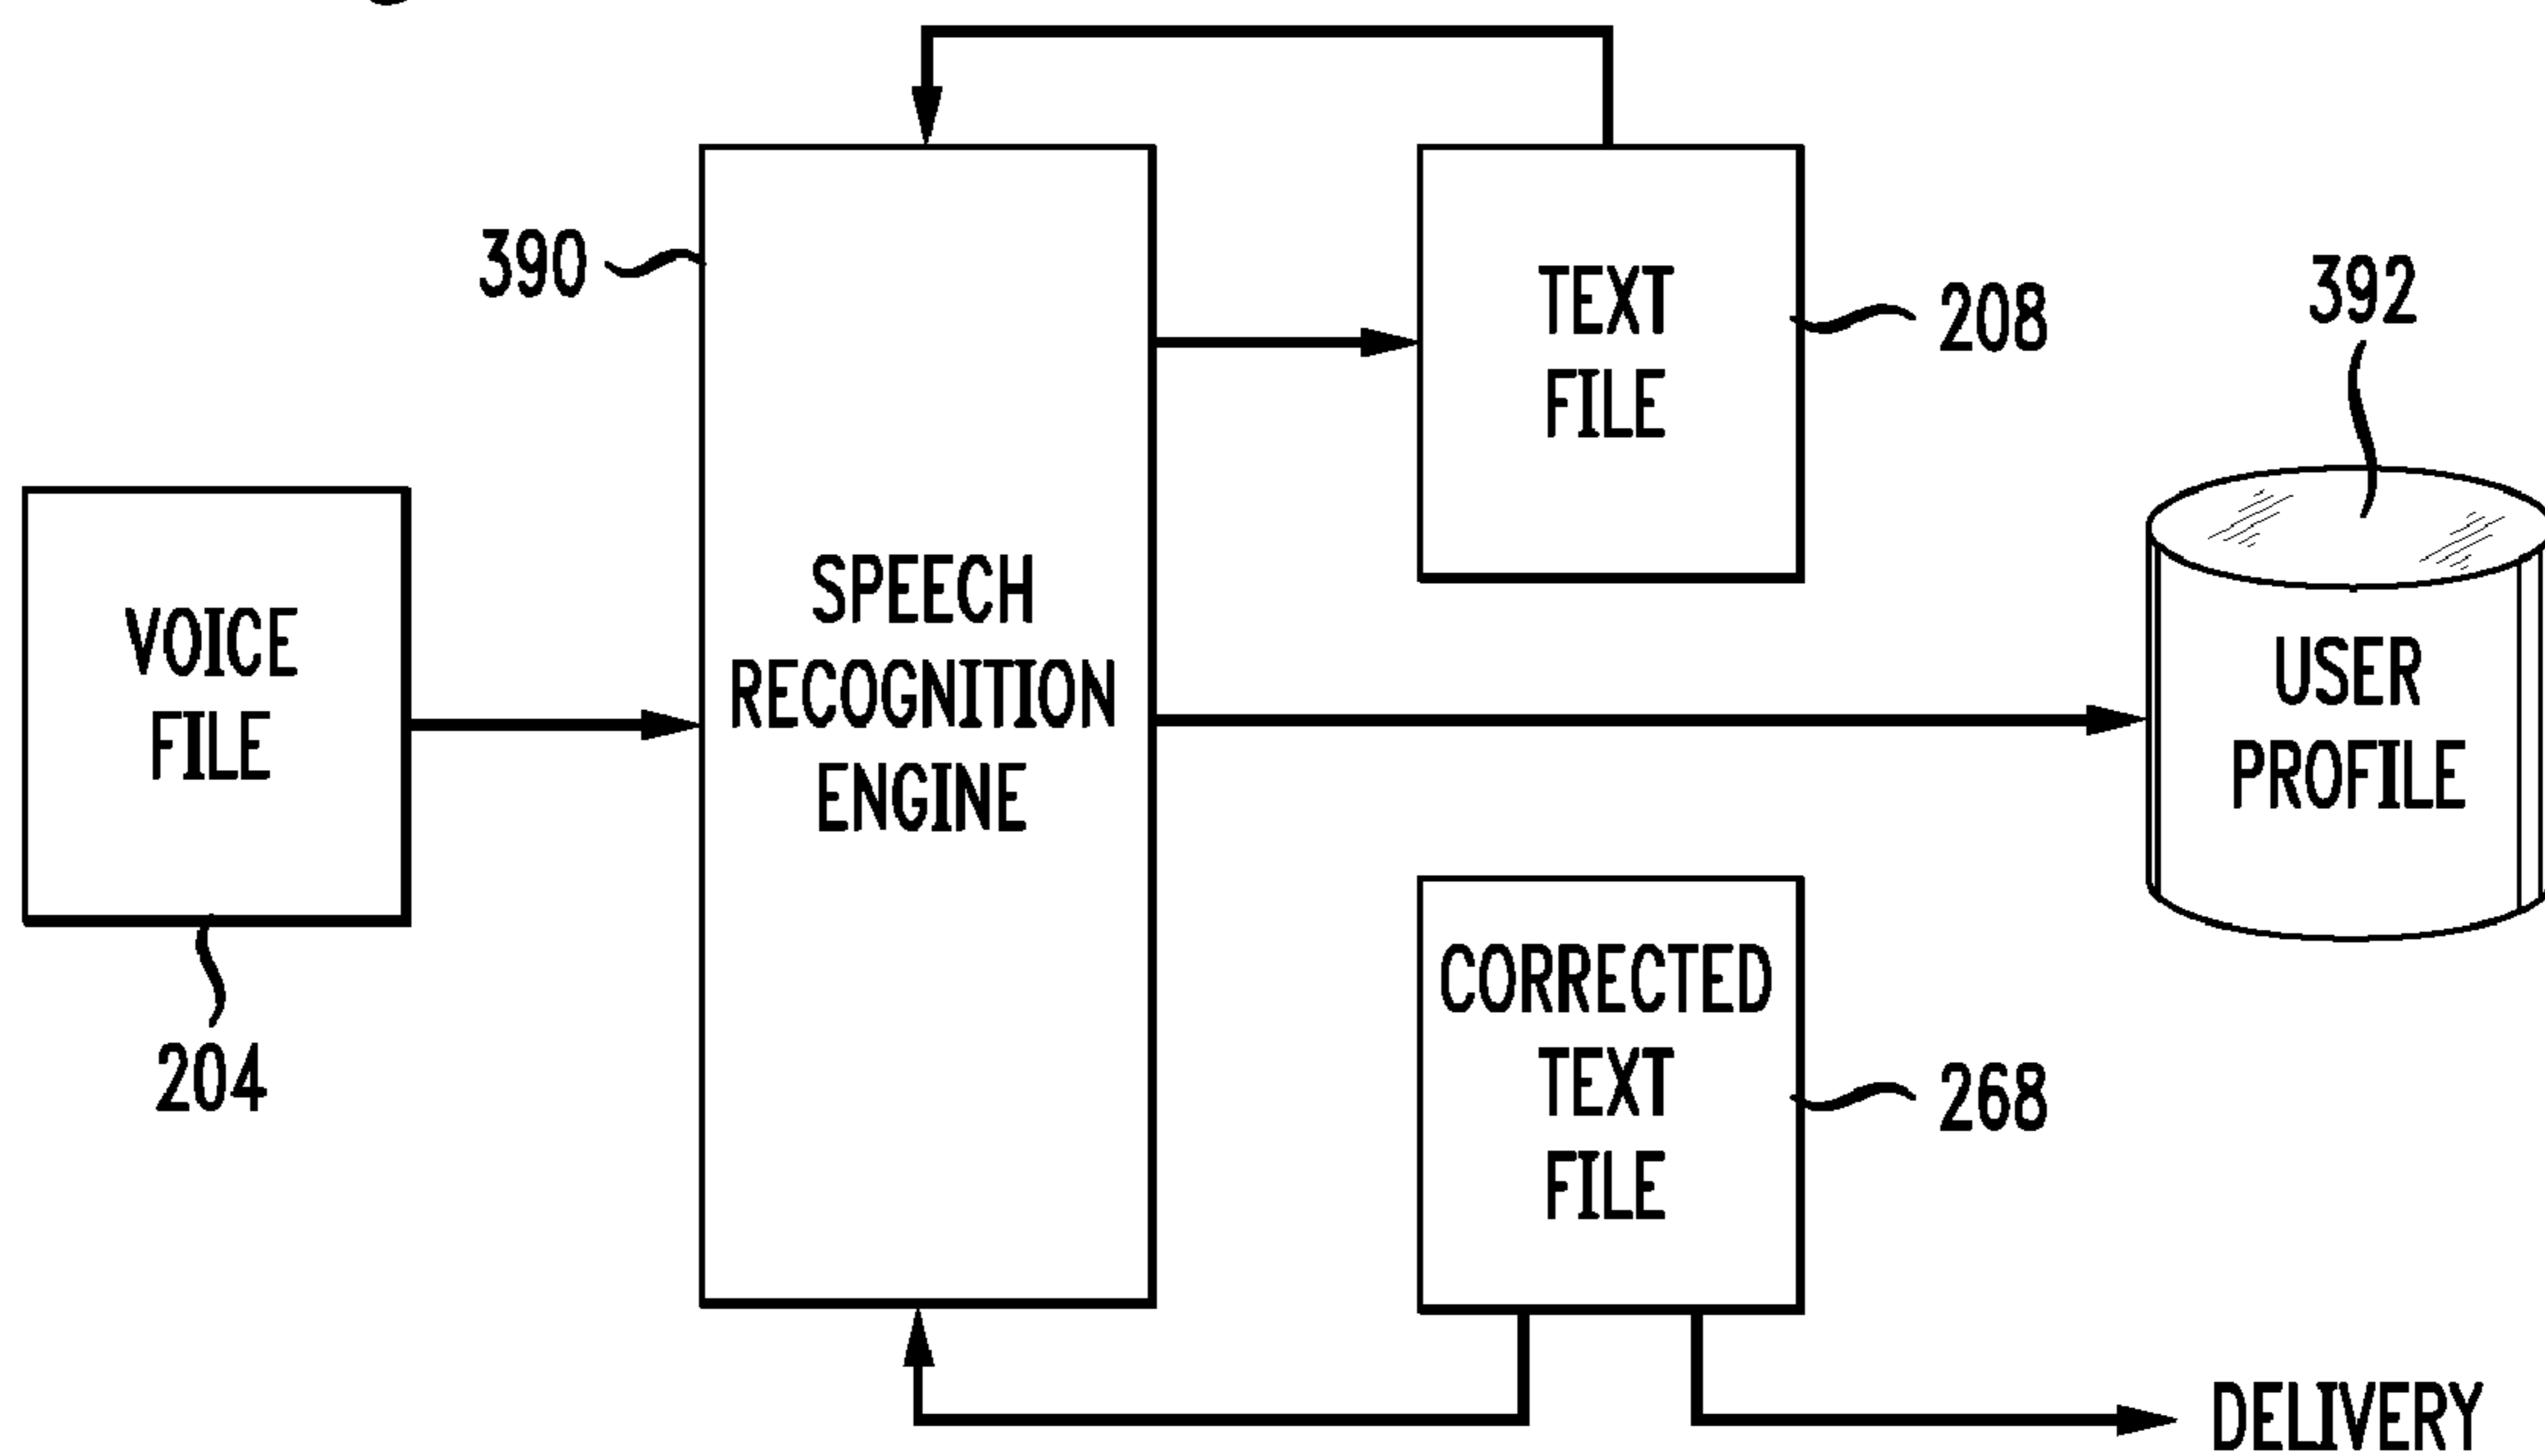 390
TEXT
FILE
208
392
VOICE
FILE
204
SPEECH
RECOGNITION
ENGINE
USER
PROFILE
CORRECTED
TEXT
FILE
268
DELIVERY